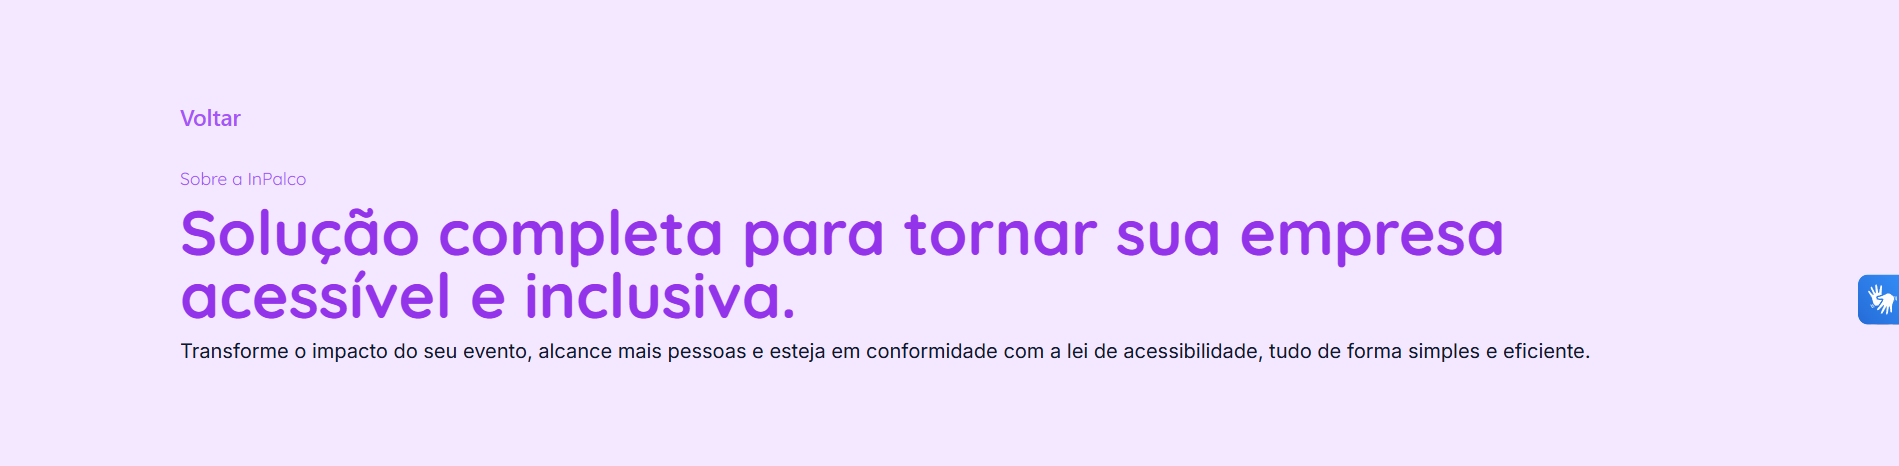 Voltar
Sobre a InPalco
Solução completa para tornar sua empresa
acessível e inclusiva.
Transforme o impacto do seu evento, alcance mais pessoas e esteja em conformidade com a lei de acessibilidade, tudo de forma simples e eficiente.